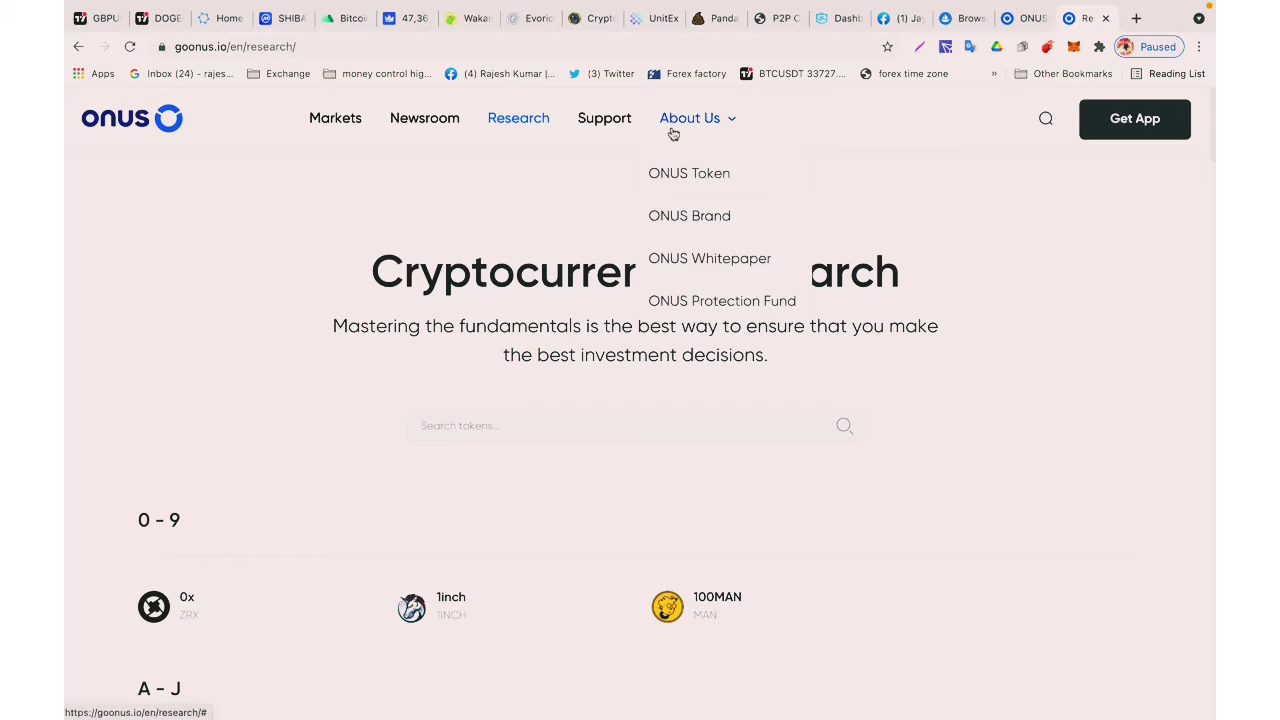 GBPU
DOGE
Home
SHIBA
Bitcoi
47,36
Wakan
Evoric
Crypto
UnitEx
Panda
P2P C
Dashb
(1) Jay
Brows
ONUS
Re
goonus.io/en/research/
Paused
Apps
Inbox (24) - rajes...
Exchange
money control hig...
(4) Rajesh Kumar |...
(3) Twitter
Forex factory
BTCUSDT 33727....
forex time zone
»
Other Bookmarks
Reading List
onus
Markets
Newsroom
Research
Support
About Us
Get App
ONUS Token
ONUS Brand
ONUS Whitepaper
ONUS Protection Fund
Cryptocurren arch
Mastering the fundamentals is the best way to ensure that you make
the best investment decisions.
Search tokens...
0 - 9
0x
ZRX
1inch
1INCH
100MAN
MAN
A - J
https://goonus.io/en/research/#